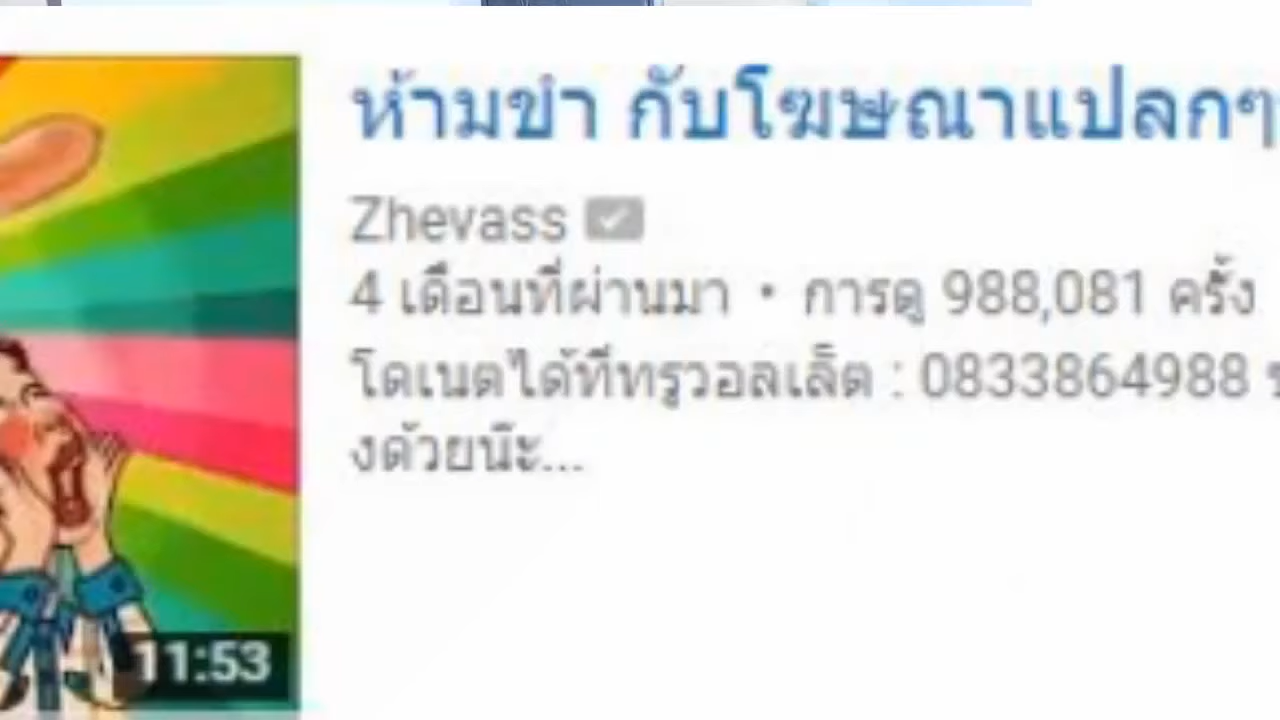 ห้ามขำ กับโฆษณาแปลกๆ
Zhevass
4 เดือนที่ผ่านมา • การดู 988,081 ครั้ง
โดเนตได้ที่ทรูวอลเล็ต : 0833864988
งด้วยน๊ะ...
11:53